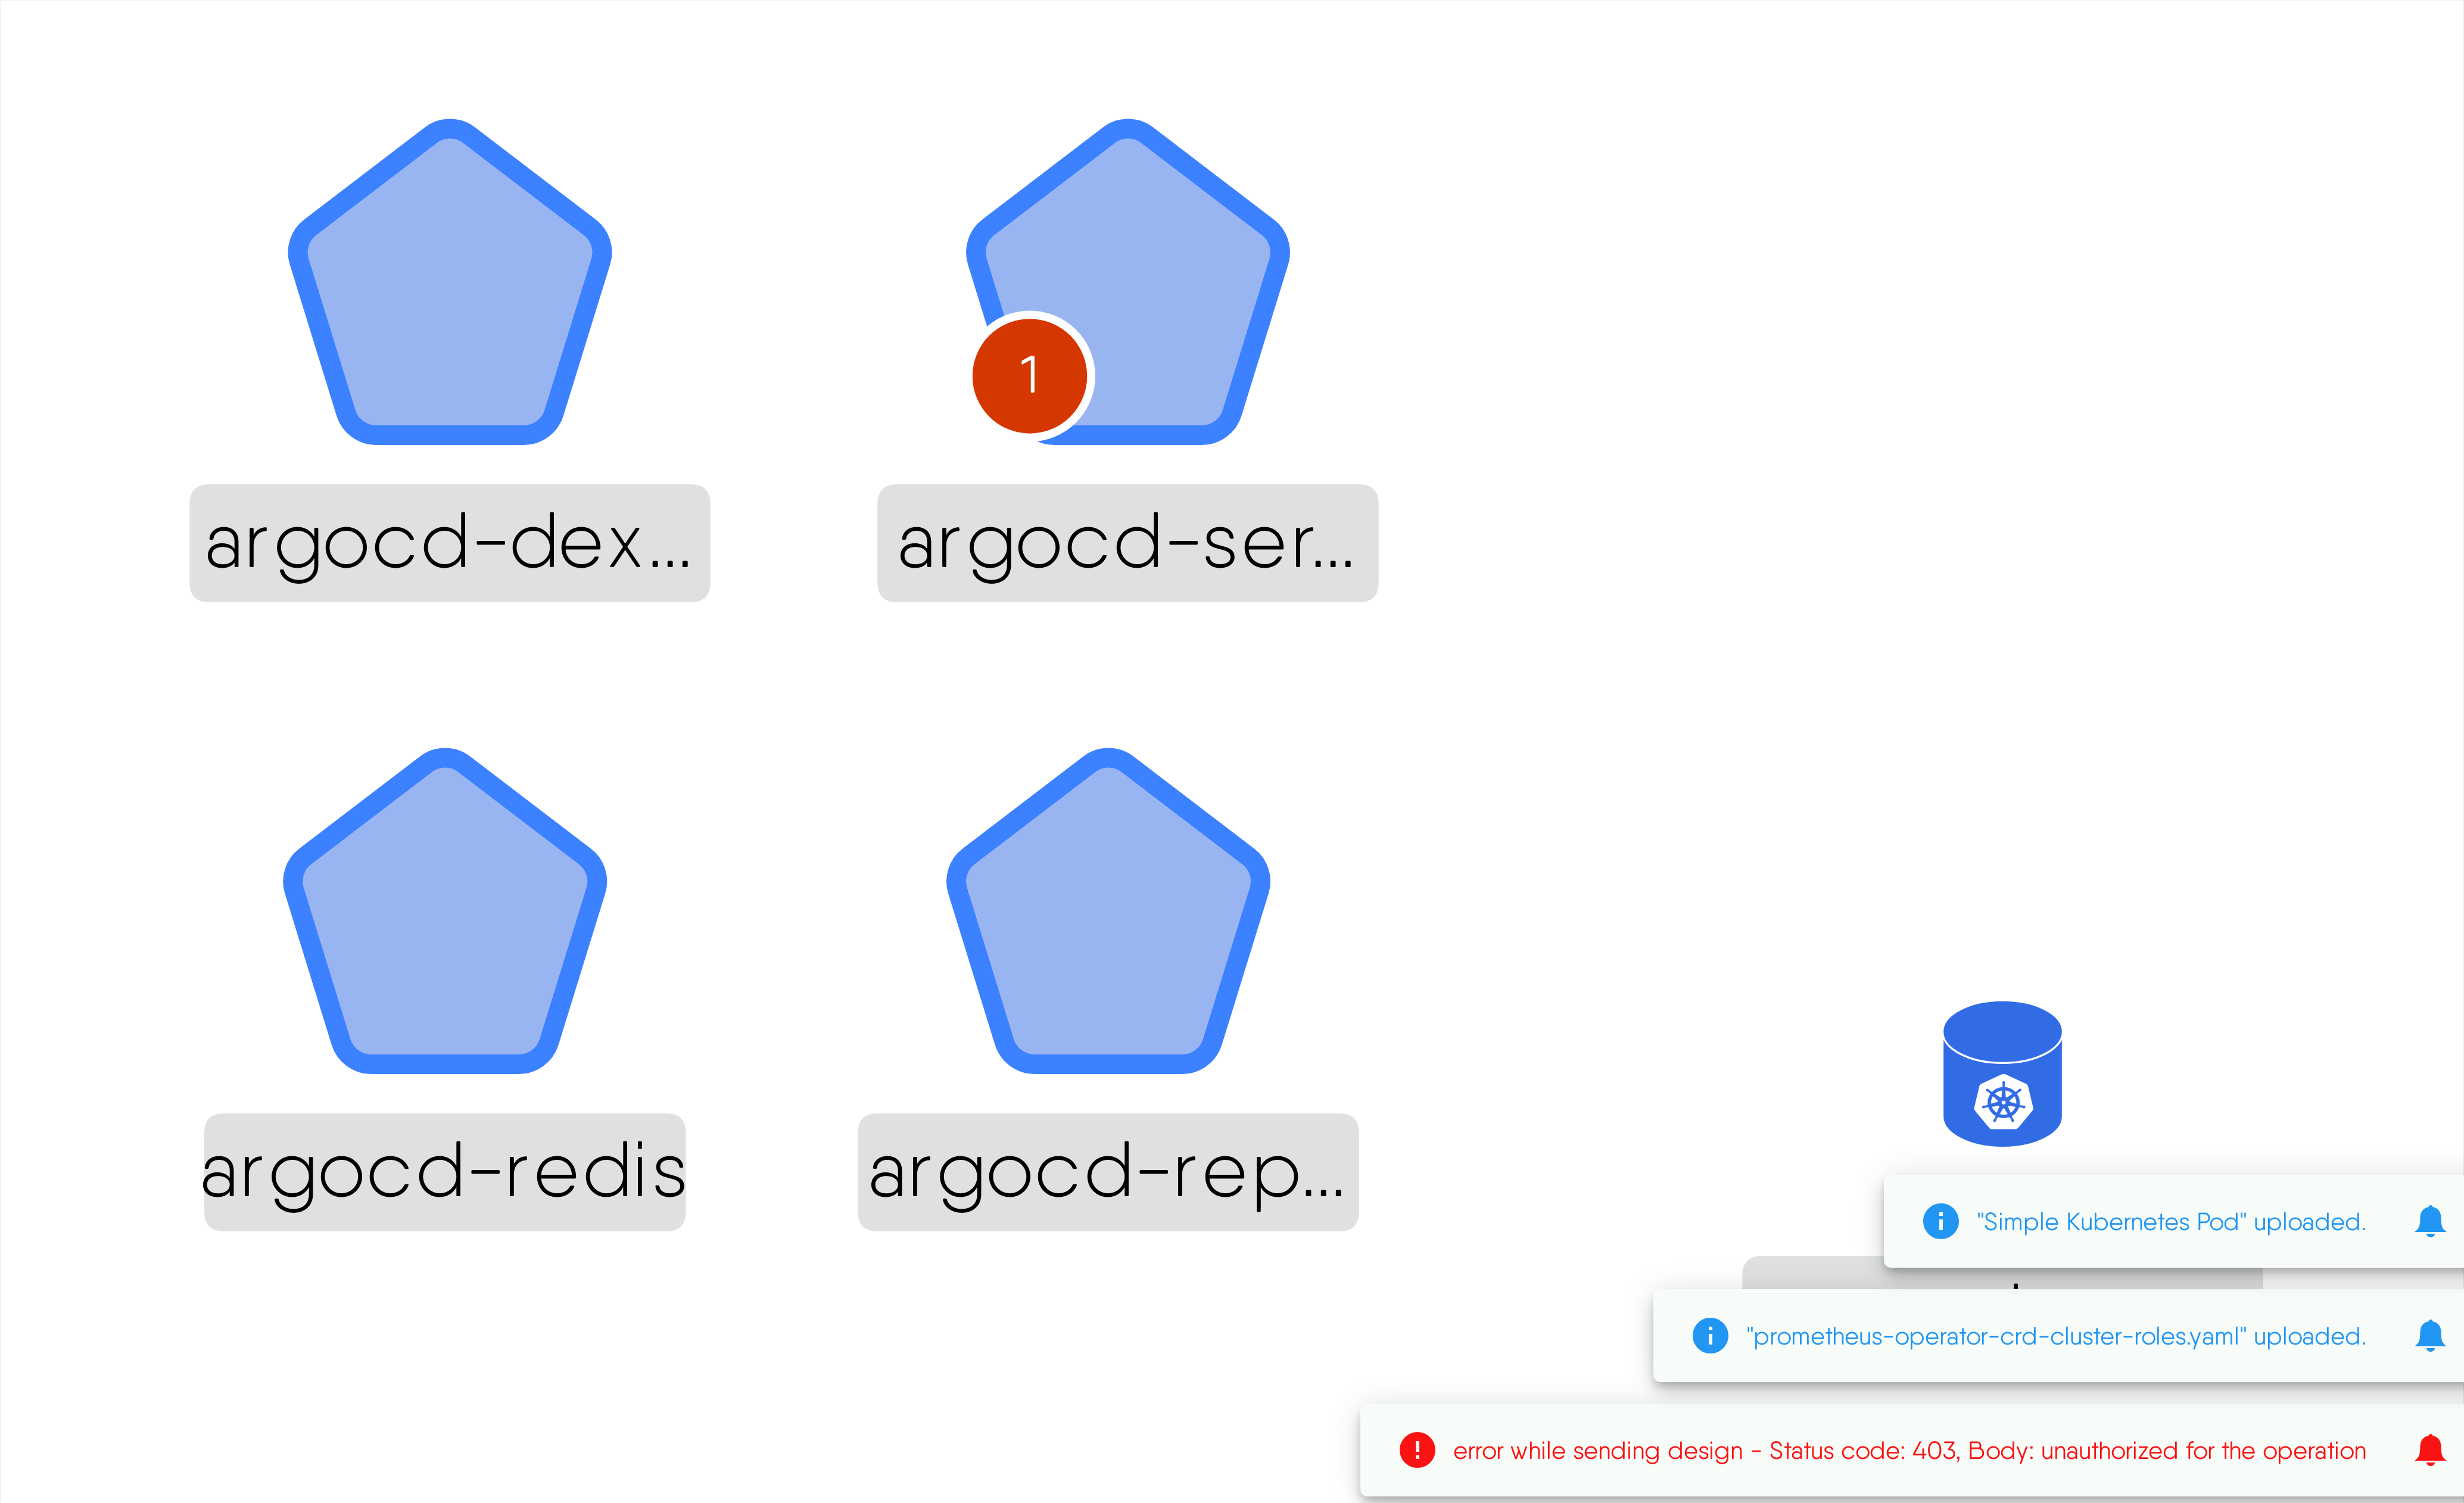 1
argocd-dex...
argocd-ser...
argocd-redis
argocd-rep...
"Simple Kubernetes Pod" uploaded.
"prometheus-operator-crd-cluster-roles.yaml" uploaded.
error while sending design - Status code: 403, Body: unauthorized for the operation